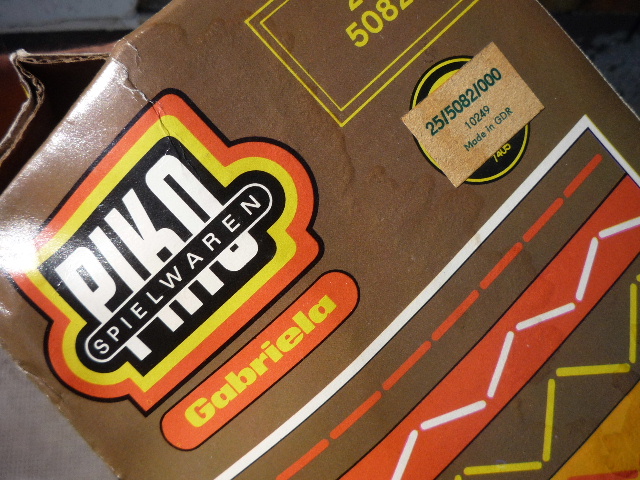 5082
25/5082/000
10249
Made in GDR
PIKO
SPIELWAREN
Gabriela